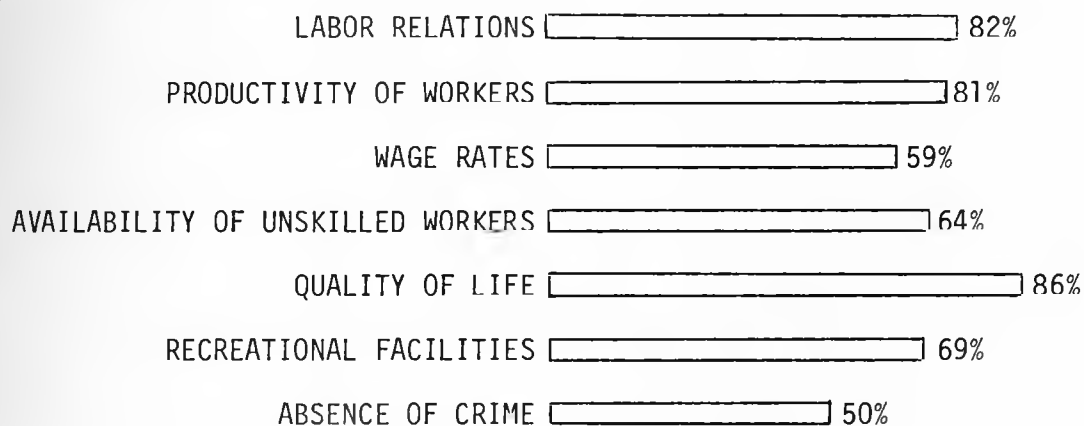 LABOR RELATIONS 82%
PRODUCTIVITY OF WORKERS 81%
WAGE RATES 59%
AVAILABILITY OF UNSKILLED WORKERS 64%
QUALITY OF LIFE 86%
RECREATIONAL FACILITIES 69%
ABSENCE OF CRIME 50%